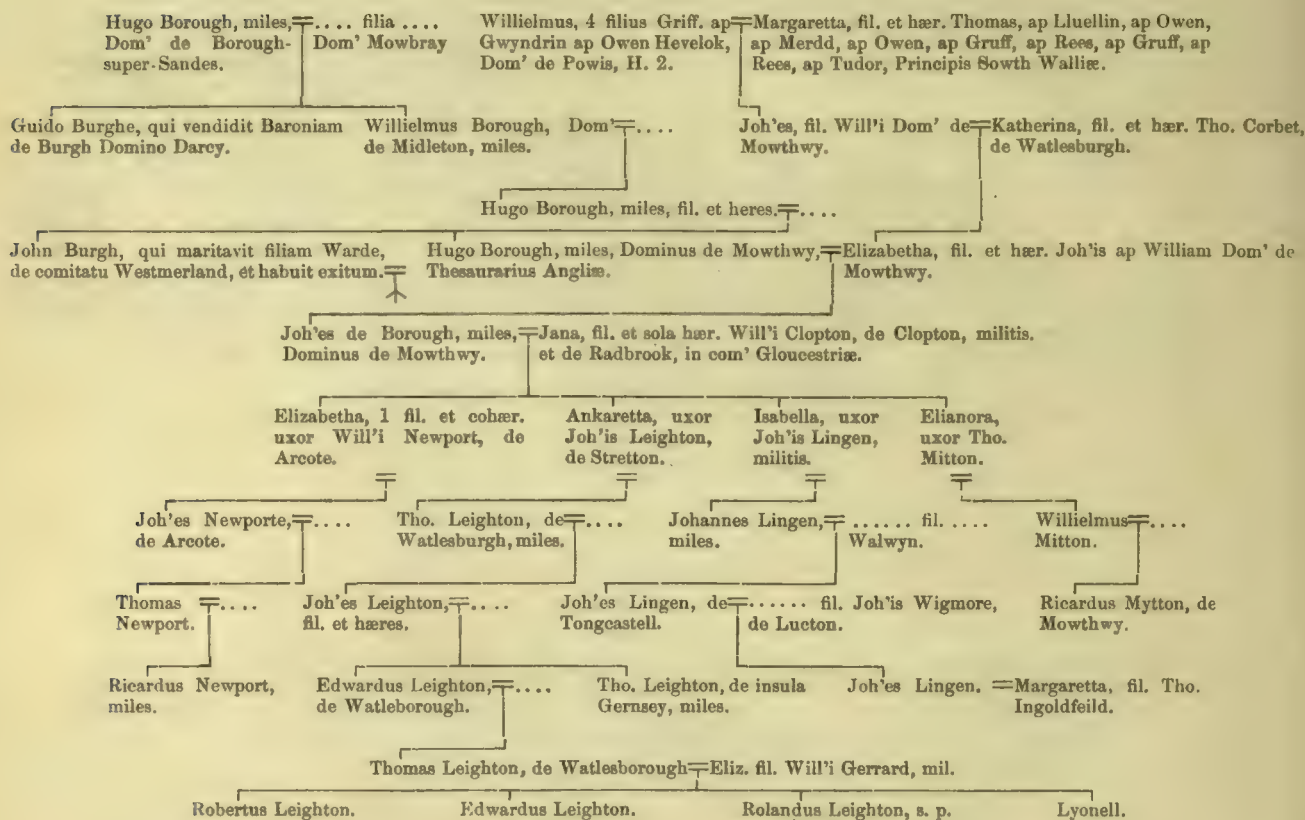 Hugo Borough, miles, .... filia ....
Dom' de Borough- Dom' Mowbray
super-Sandes.
Willielmus, 4 filius Griff. ap
Gwyndrin ap Owen Hevelok,
Dom' de Powis, H. 2.
Margaretta, fil. et hær. Thomas, ap Lluellin, ap Owen,
ap Merdd, ap Owen, ap Gruff, ap Rees, ap Gruff, ap
Rees, ap Tudor, Principis Sowth Walliæ.
Guido Burghe, qui vendidit Baroniam
de Burgh Domino Darcy.
Willielmus Borough, Dom' ....
de Midleton, miles.
Joh'es, fil. Will'i Dom' de
Mowthwy.
Katherina, fil. et hær. Tho. Corbet,
de Watlesburgh.
Hugo Borough, miles, fil. et heres. ....
John Burgh, qui maritavit filiam Warde,
de comitatu Westmerland, et habuit exitum.
Hugo Borough, miles, Dominus de Mowthwy,
Thesaurarius Angliæ.
Elizabetha, fil. et hær. Joh'is ap William Dom' de
Mowthwy.
Joh'es de Borough, miles,
Dominus de Mowthwy.
Jana, fil. et sola hær. Will'i Clopton, de Clopton, militis.
et de Radbrook, in com' Gloucestriæ.
Elizabetha, 1 fil. et cohær.
uxor Will'i Newport, de
Arcote.
Ankaretta, uxor
Joh'is Leighton,
de Stretton.
Isabella, uxor
Joh'is Lingen,
militis.
Elianora,
uxor Tho.
Mitton.
Joh'es Newporte, ....
de Arcote.
Tho. Leighton, de ....
Watlesburgh, miles.
Johannes Lingen,
miles.
...... fil. .....
Walwyn.
Willielmus ....
Mitton.
Thomas ....
Newport.
Joh'es Leighton, ....
fil. et hæres.
Joh'es Lingen, de
Tongcastell.
...... fil. Joh'is Wigmore,
de Lucton.
Ricardus Mytton, de
Mowthwy.
Ricardus Newport,
miles.
Edwardus Leighton, ....
de Watleborough.
Tho. Leighton, de insula
Gernsey, miles.
Joh'es Lingen. =Margaretta, fil. Tho.
Ingoldfeild.
Thomas Leighton, de Watlesborough Eliz. fil. Will'i Gerrard, mil.
Robertus Leighton. Edwardus Leighton. Rolandus Leighton, s. p. Lyonell.